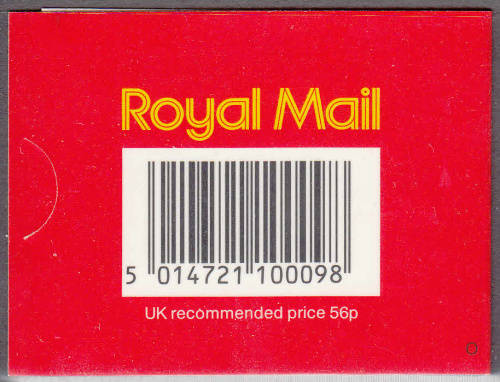 Royal Mail
5 014721 100098
UK recommended price 56p